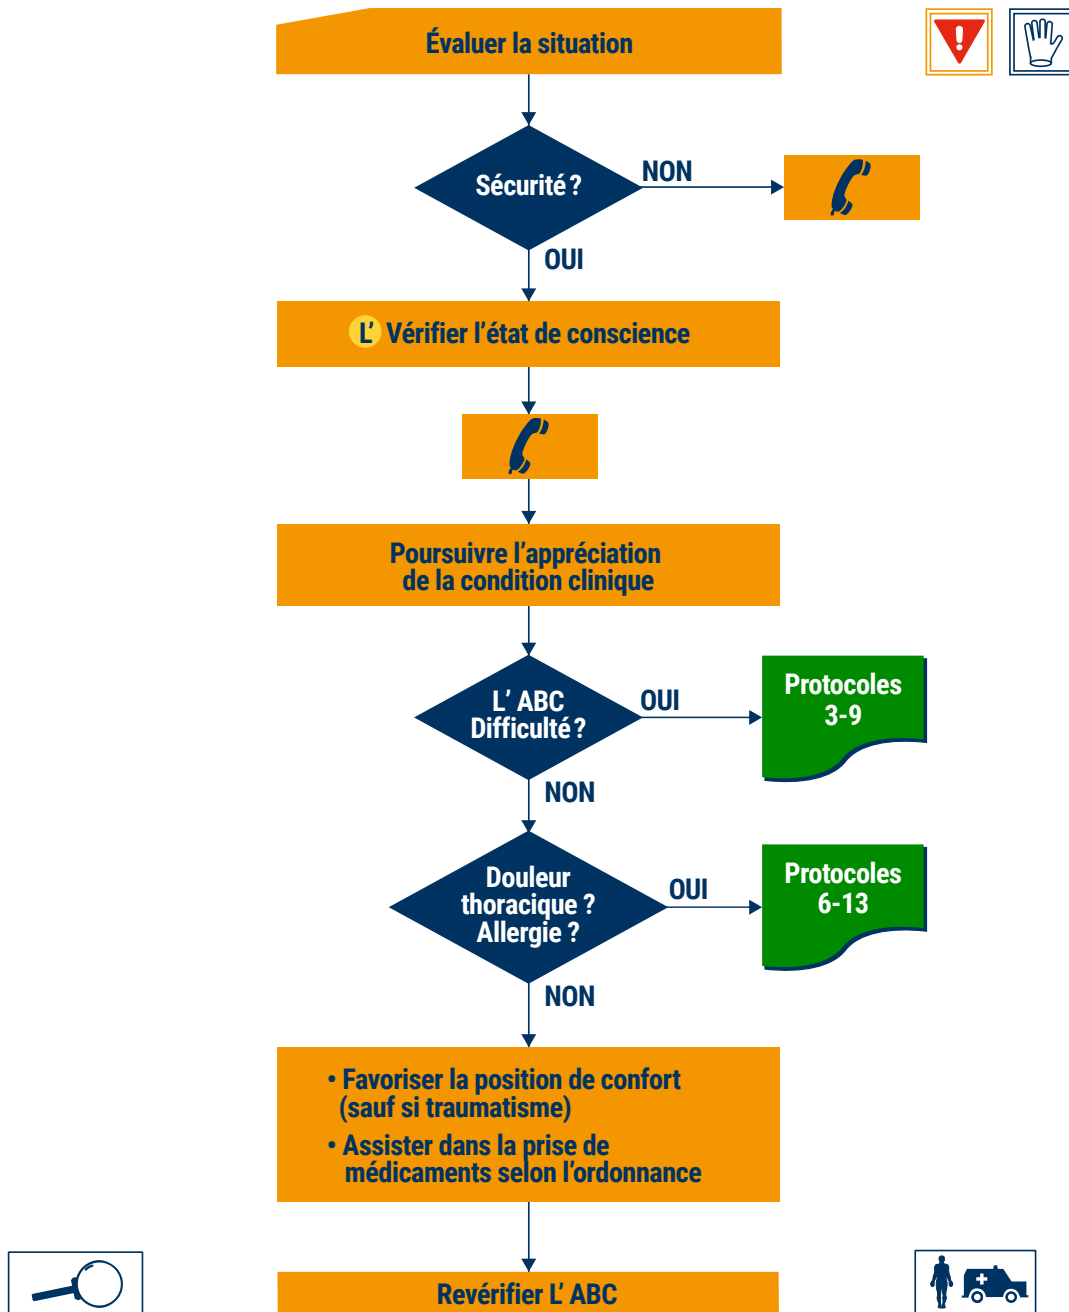 Évaluer la situation
Sécurité ?
NON
OUI
L' Vérifier l'état de conscience
Poursuivre l'appréciation
de la condition clinique
L' ABC
Difficulté ?
OUI
Protocoles
3-9
NON
Douleur
thoracique ?
Allergie ?
OUI
Protocoles
6-13
NON
• Favoriser la position de confort
(sauf si traumatisme)
• Assister dans la prise de
médicaments selon l'ordonnance
Revérifier L' ABC